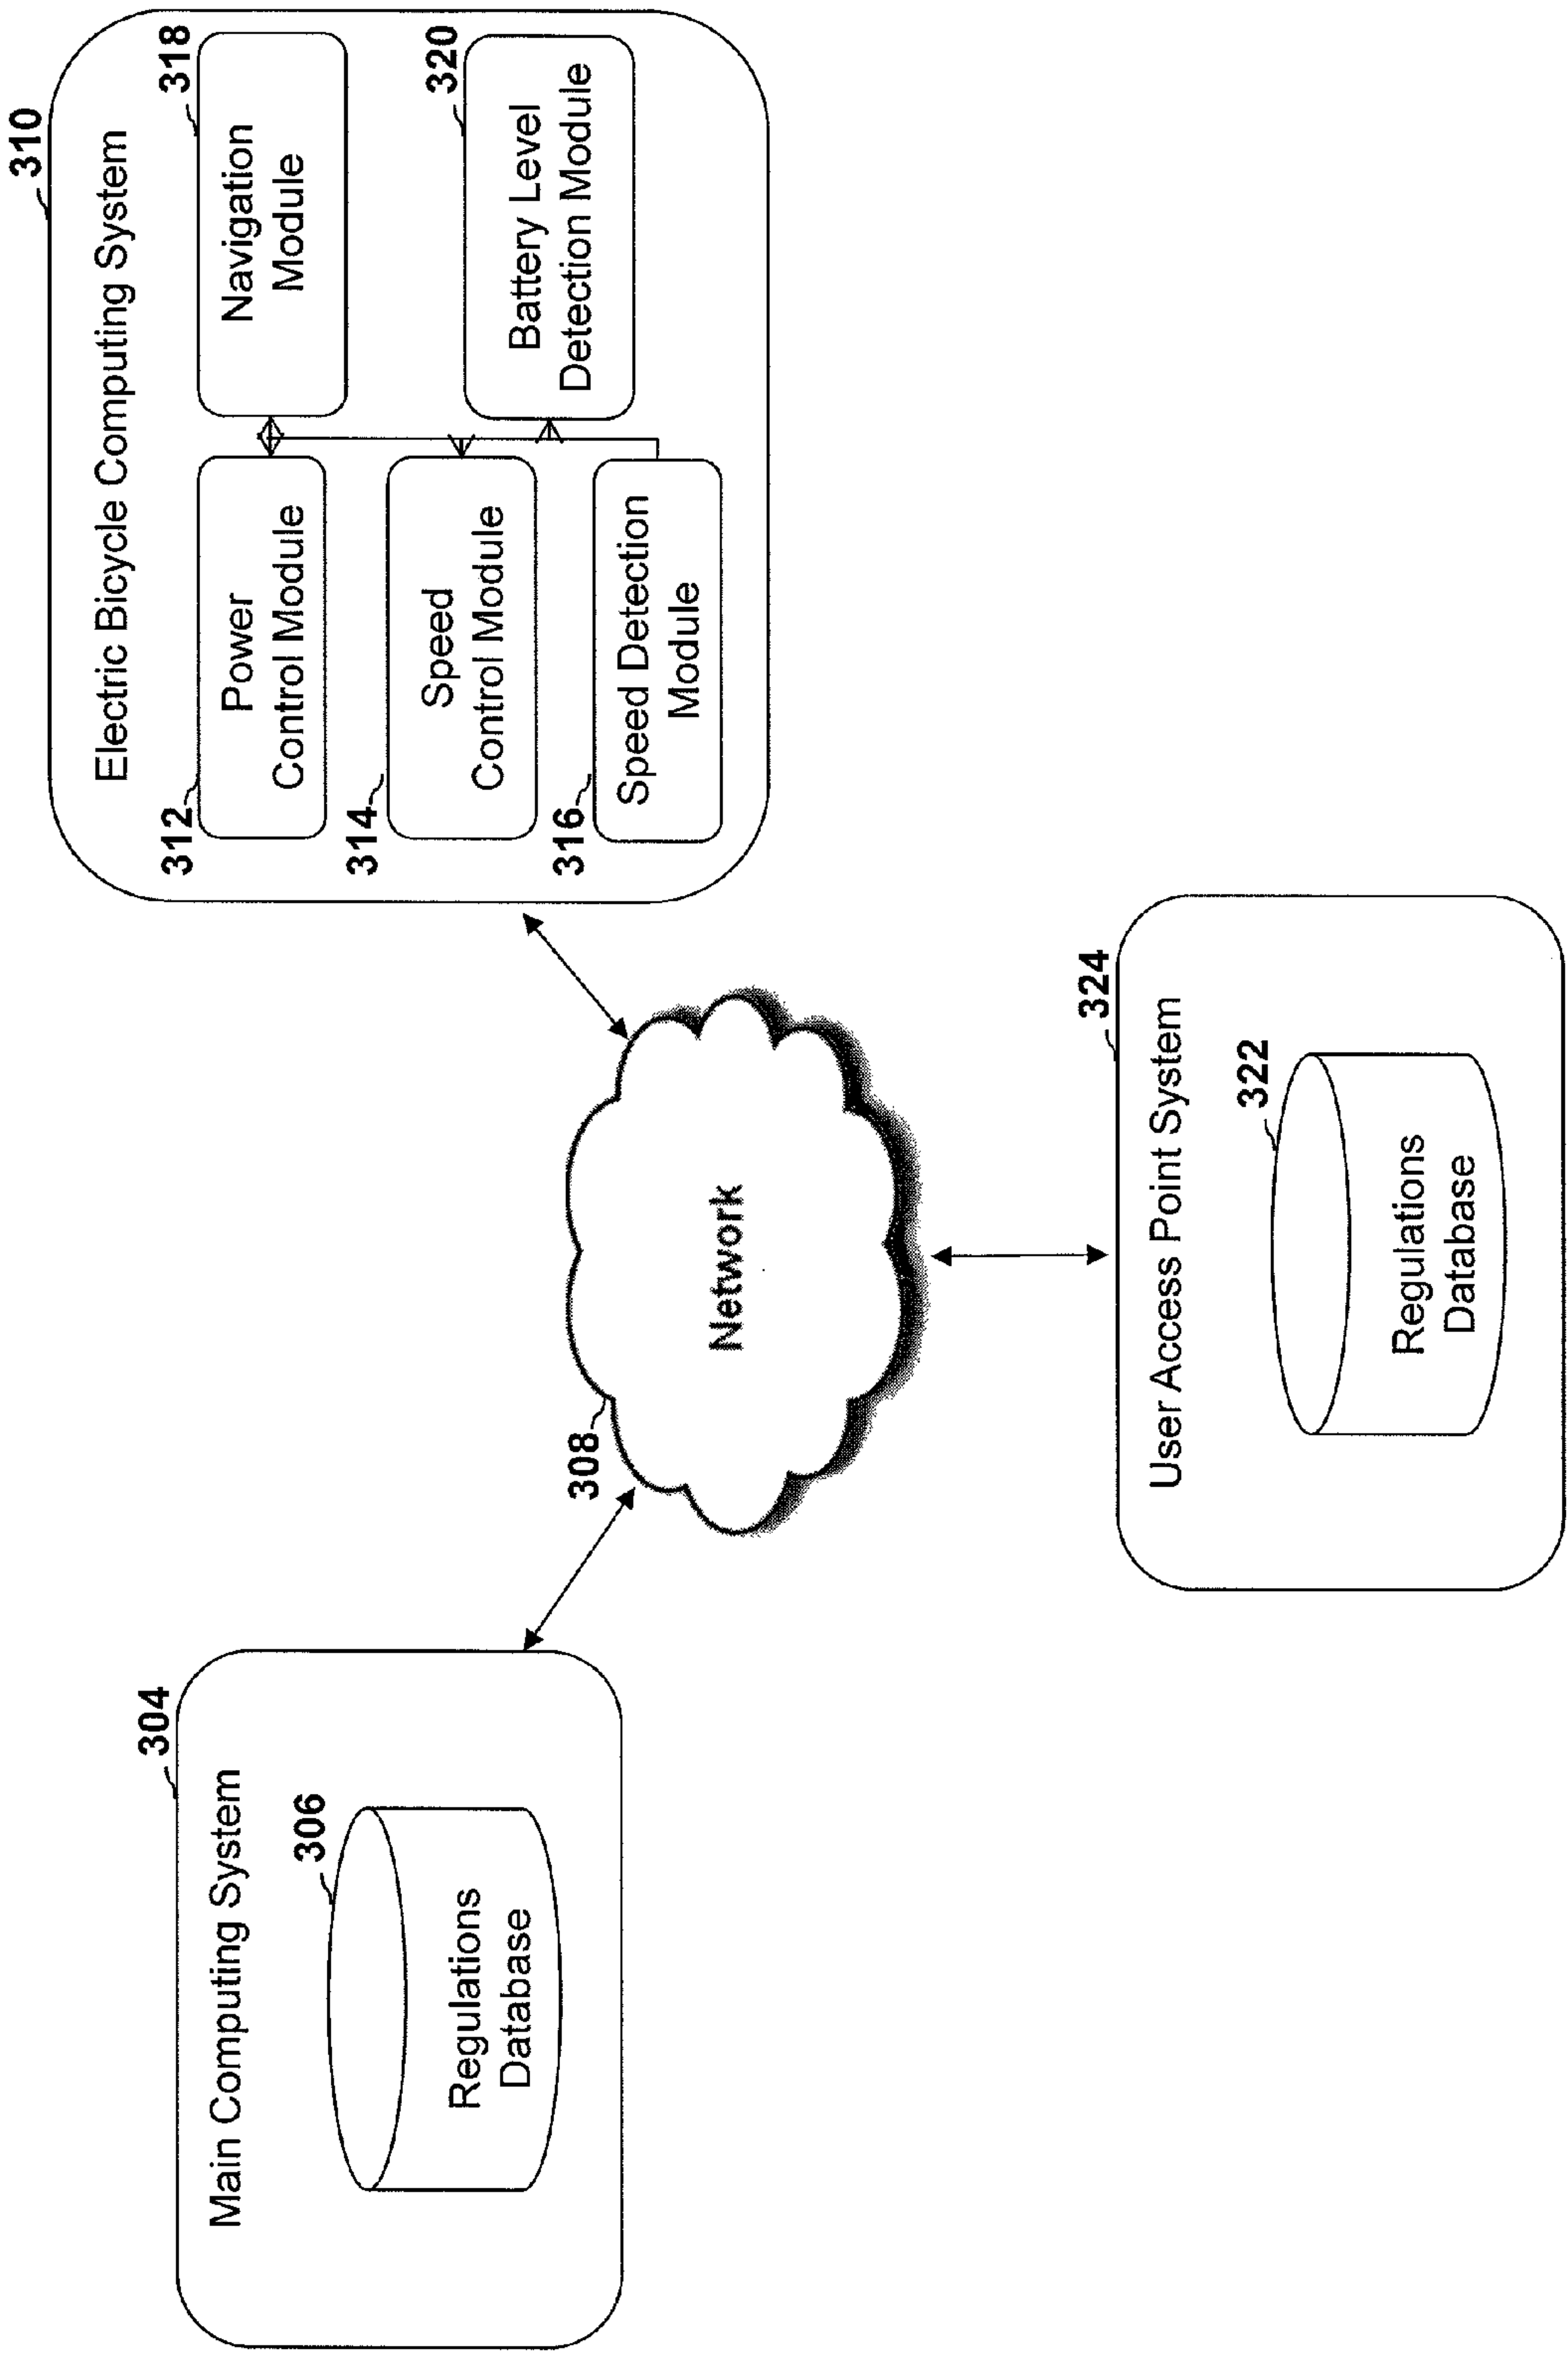 304
Main Computing System
306
Regulations
Database
308
Network
310
Electric Bicycle Computing System
312
Power
Control Module
318
Navigation
Module
314
Speed
Control Module
320
Battery Level
Detection Module
316
Speed Detection
Module
324
User Access Point System
322
Regulations
Database